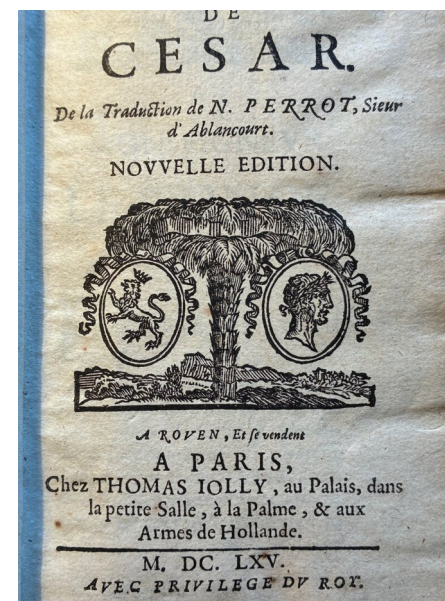 DE
CESAR.
De la Traduction de N. PERROT, Sieur
d'Ablancourt.
NOVVELLE EDITION.
A ROVEN, Et se vendent
A PARIS,
Chez THOMAS IOLLY, au Palais, dans
la petite Salle, à la Palme, & aux
Armes de Hollande.
M. DC. LXV.
AVEC PRIVILEGE DV ROY.